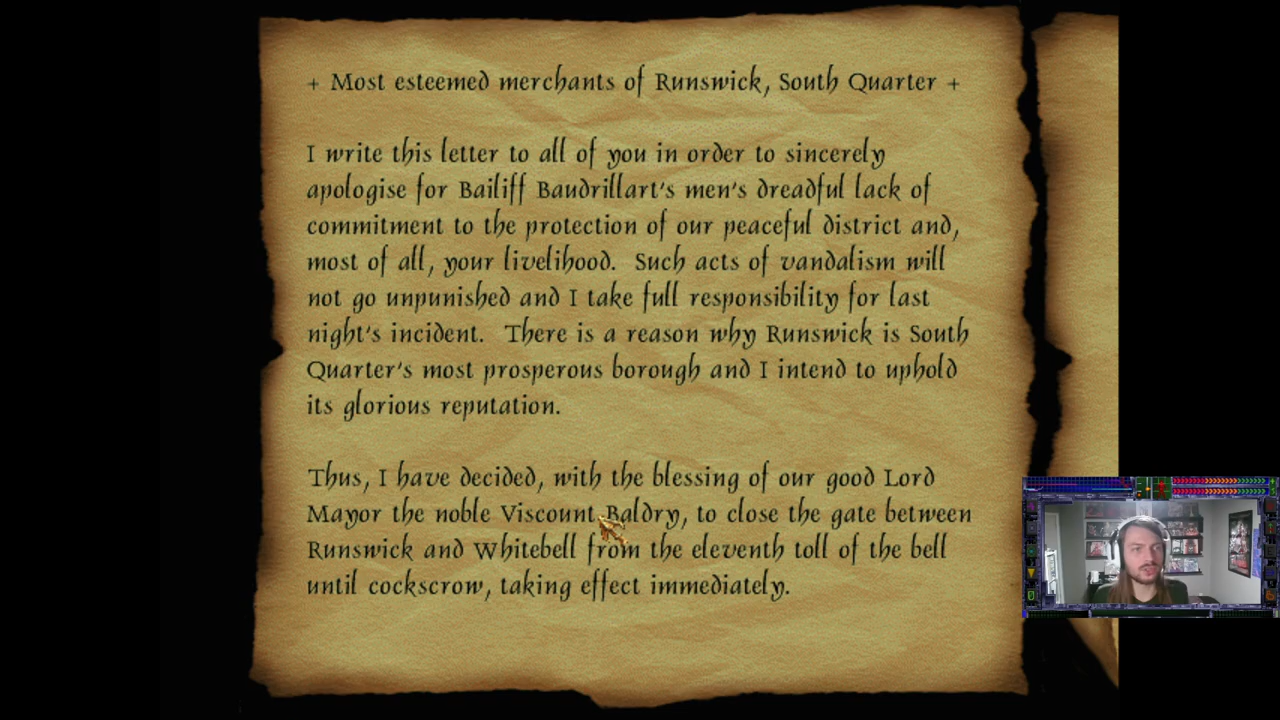 + Most esteemed merchants of Runswick, South Quarter +
I write this letter to all of you in order to sincerely
apologise for Bailiff Baudrillart's men's dreadful lack of
commitment to the protection of our peaceful district and,
most of all, your livelihood. Such acts of vandalism will
not go unpunished and I take full responsibility for last
night's incident. There is a reason why Runswick is South
Quarter's most prosperous borough and I intend to uphold
its glorious reputation.
Thus, I have decided, with the blessing of our good Lord
Mayor the noble Viscount Baldry, to close the gate between
Runswick and Whitebell from the eleventh toll of the bell
until cockscrow, taking effect immediately.